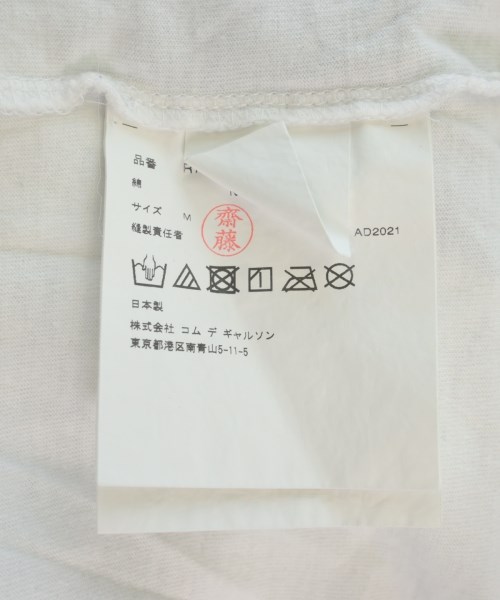 品番
綿
サイズ M
縫製責任者 齋藤 AD2021
日本製
株式会社 コム デ ギャルソン
東京都港区南青山5-11-5